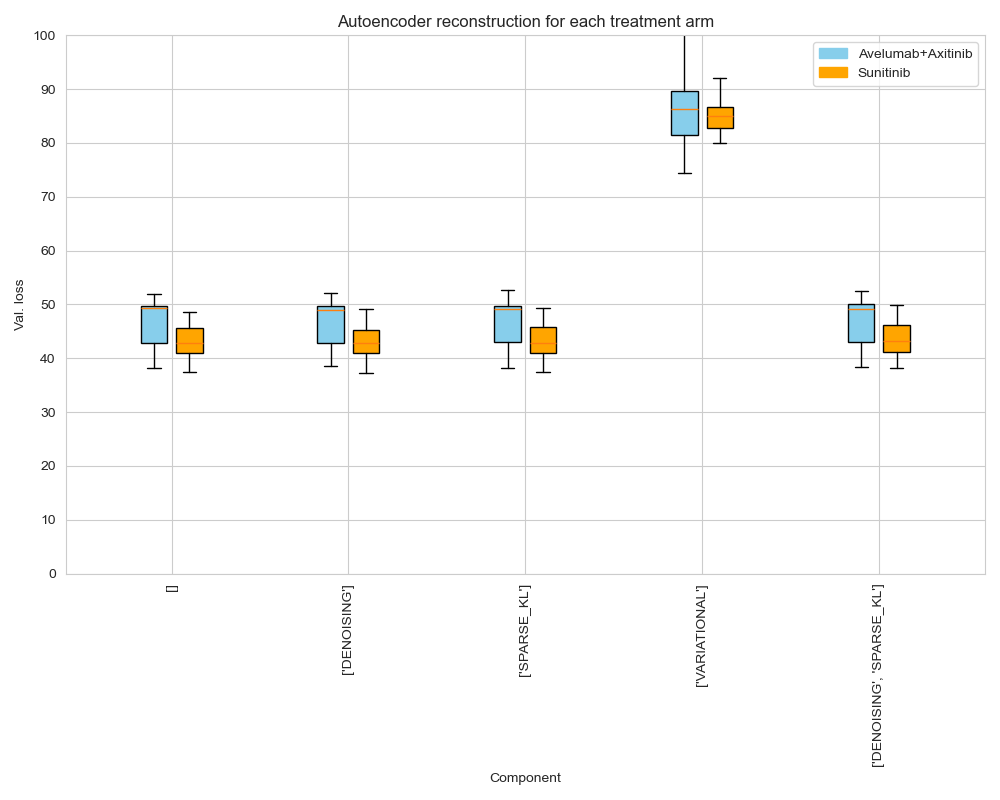 Autoencoder reconstruction for each treatment arm
100
90
80
70
60
50
40
30
20
10
0
Val. loss
Avelumab+Axitinib
Sunitinib
[]
['DENOISING']
['SPARSE_KL']
['VARIATIONAL']
['DENOISING', 'SPARSE_KL']
Component